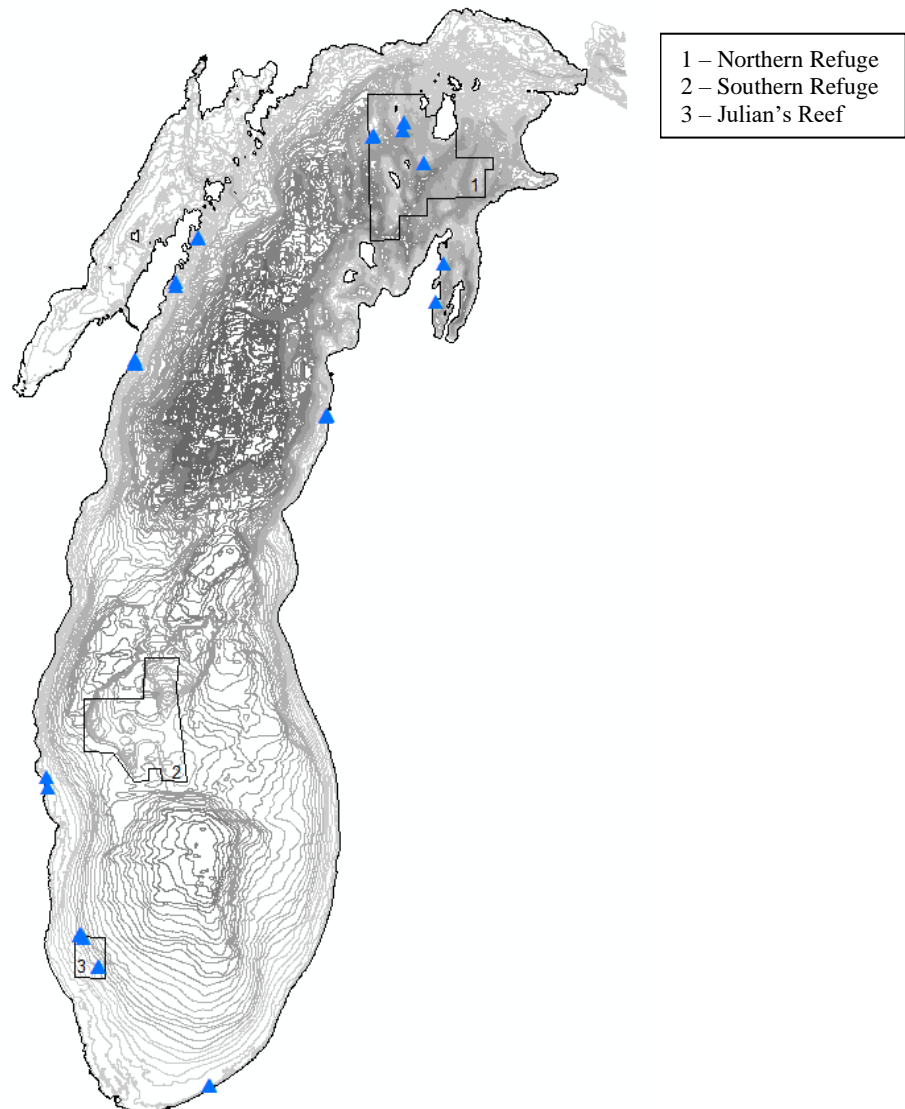 1 – Northern Refuge
2 – Southern Refuge
3 – Julian's Reef
1
2
3